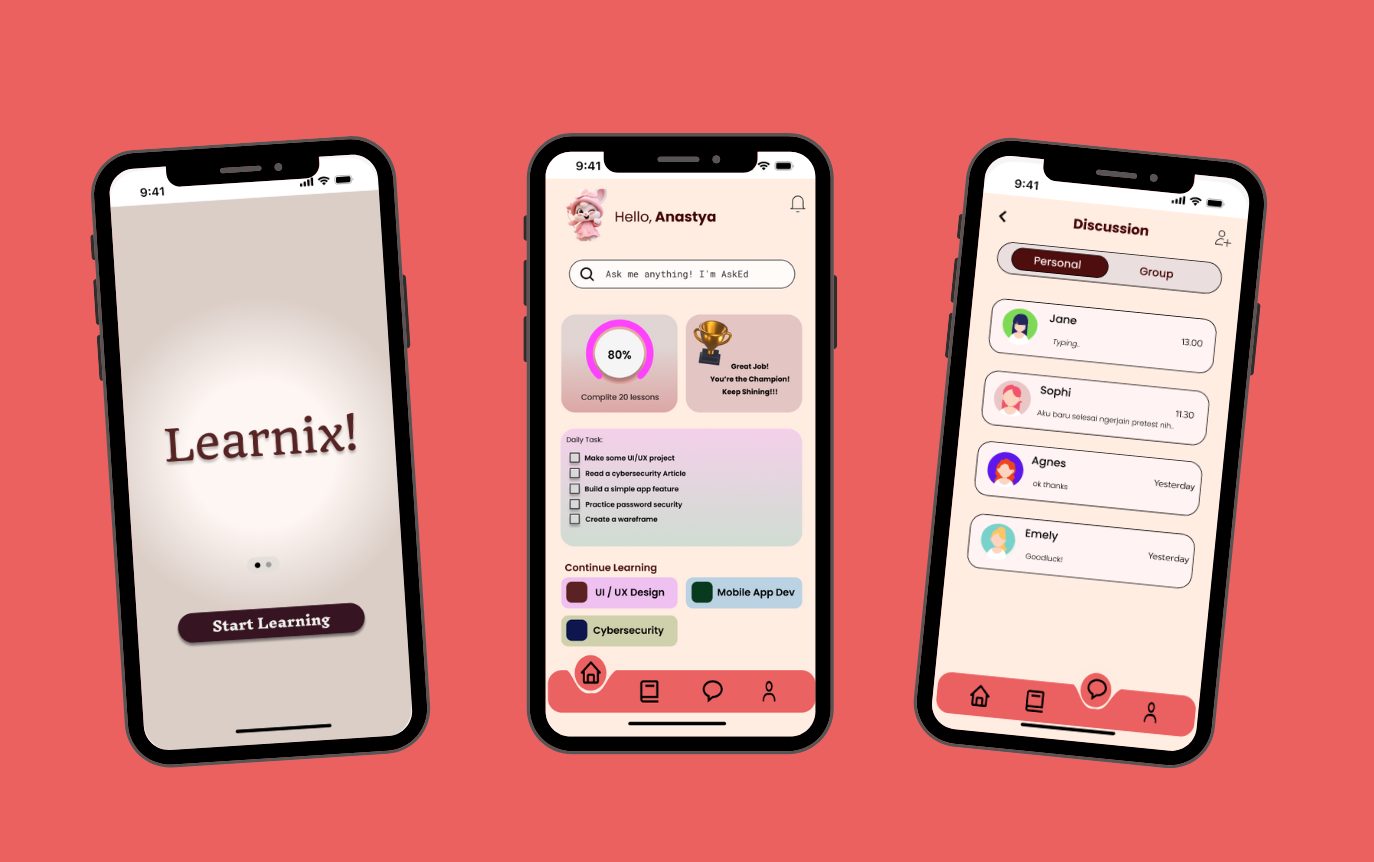 9:41
Learnix!
Start Learning
9:41
Hello, Anastya
Ask me anything! I'm AskEd
80%
Complite 20 lessons
Great Job!
You're the Champion!
Keep Shining!!!
Daily Task:
Make some UI/UX project
Read a cybersecurity Article
Build a simple app feature
Practice password security
Create a wareframe
Continue Learning
UI / UX Design
Mobile App Dev
Cybersecurity
9:41
Discussion
Personal
Group
Jane
Typing..
13.00
Sophi
Aku baru selesai ngerjain pretest nih..
11.30
Agnes
ok thanks
Yesterday
Emely
Goodluck!
Yesterday